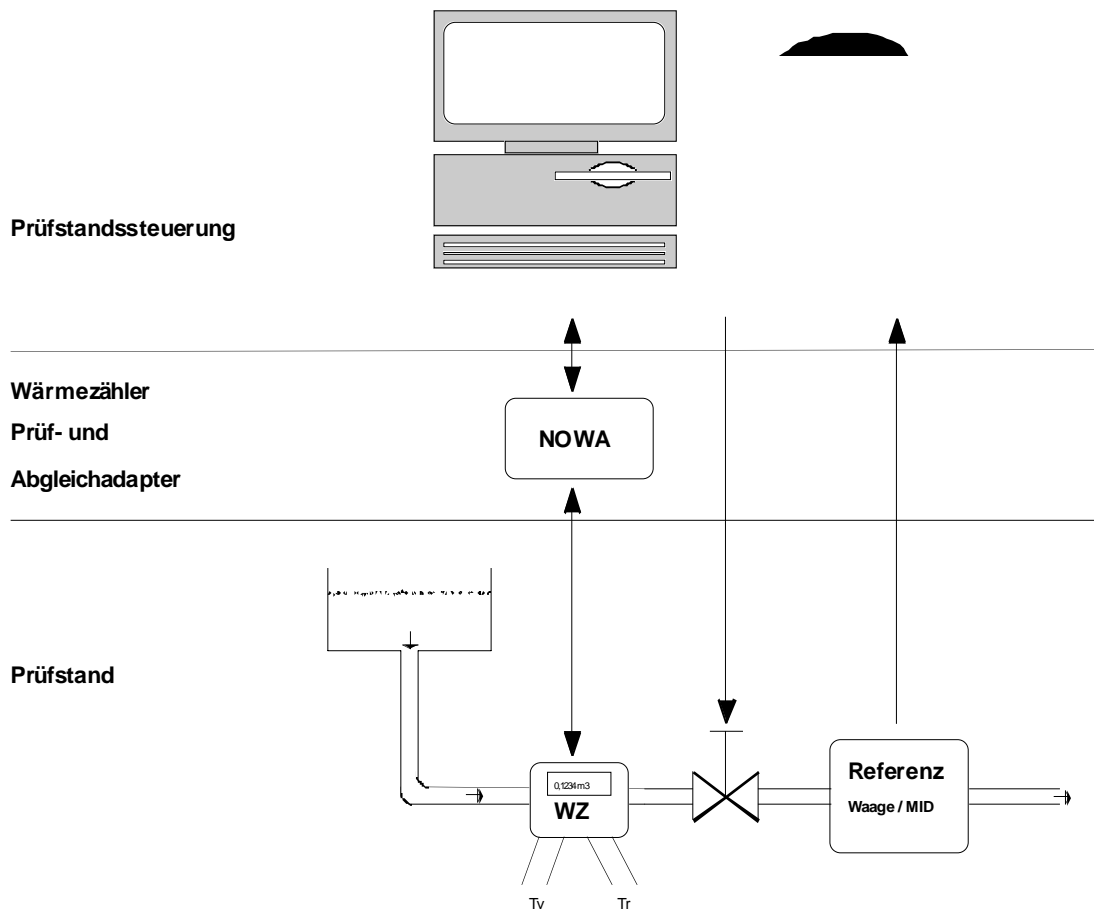 Prüfstandssteuerung
Wärmezähler
Prüf- und
Abgleichadapter
NOWA
Prüfstand
0,1234m3
WZ
Referenz
Waage / MID
Tv
Tr